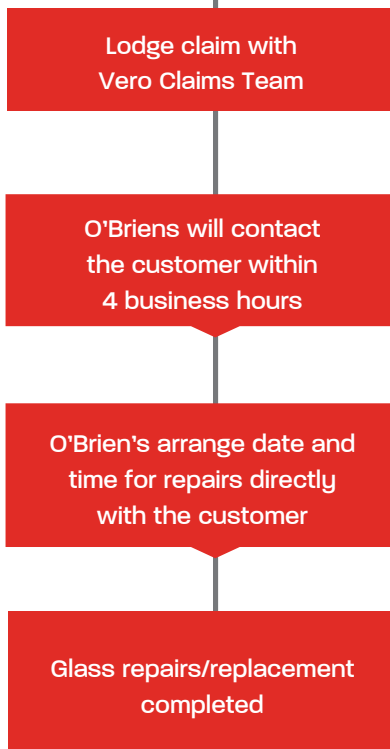 Lodge claim with
Vero Claims Team
O'Briens will contact
the customer within
4 business hours
O'Brien's arrange date and
time for repairs directly
with the customer
Glass repairs/replacement
completed